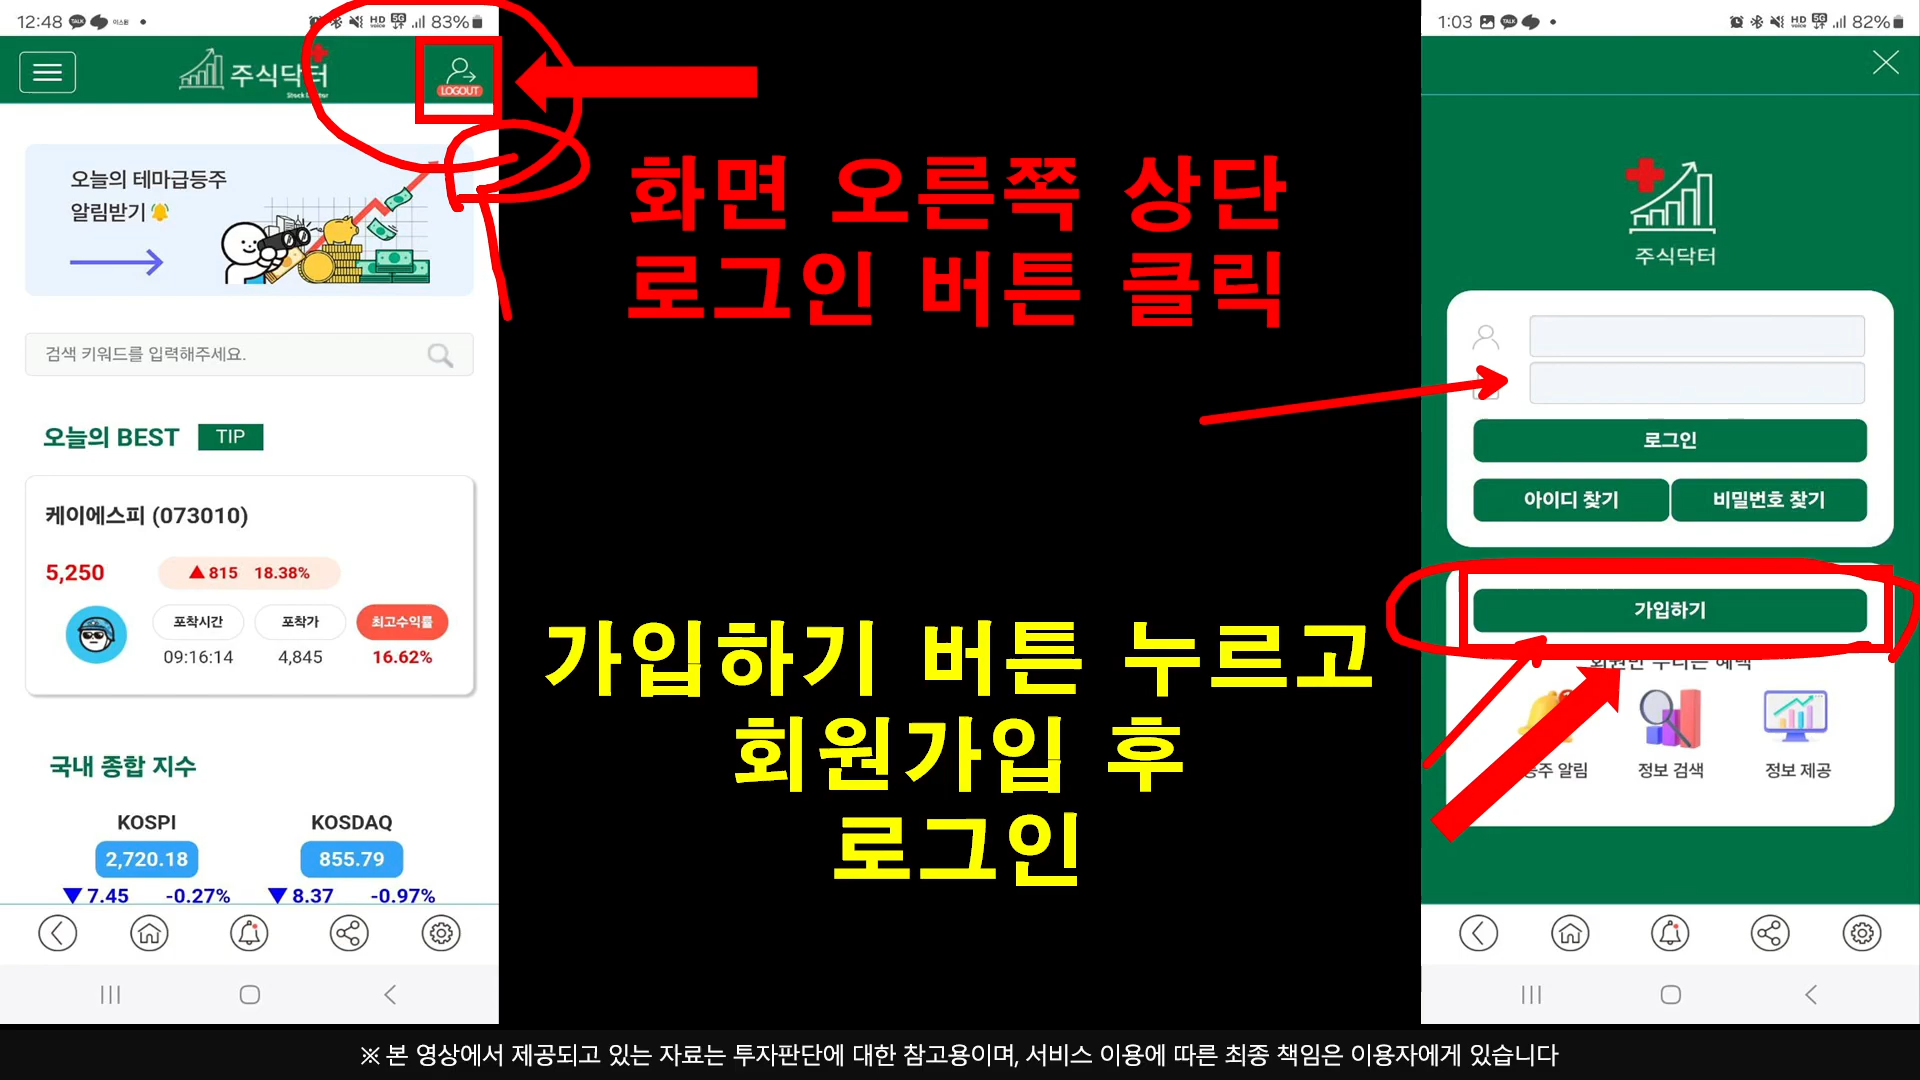 12:48
HD
5G
83%
주식닥터
LOGOUT
오늘의 테마급등주
알림받기
검색 키워드를 입력해주세요.
오늘의 BEST TIP
케이에스피 (073010)
5,250 ▲815 18.38%
포착시간 포착가 최고수익률
09:16:14 4,845 16.62%
국내 종합 지수
KOSPI KOSDAQ
2,720.18 855.79
▼7.45 -0.27% ▼8.37 -0.97%
화면 오른쪽 상단
로그인 버튼 클릭
가입하기 버튼 누르고
회원가입 후
로그인
1:03
TALK
HD
5G
82%
주식닥터
로그인
아이디 찾기 비밀번호 찾기
가입하기
정보 검색 정보 제공
※ 본 영상에서 제공되고 있는 자료는 투자판단에 대한 참고용이며, 서비스 이용에 따른 최종 책임은 이용자에게 있습니다